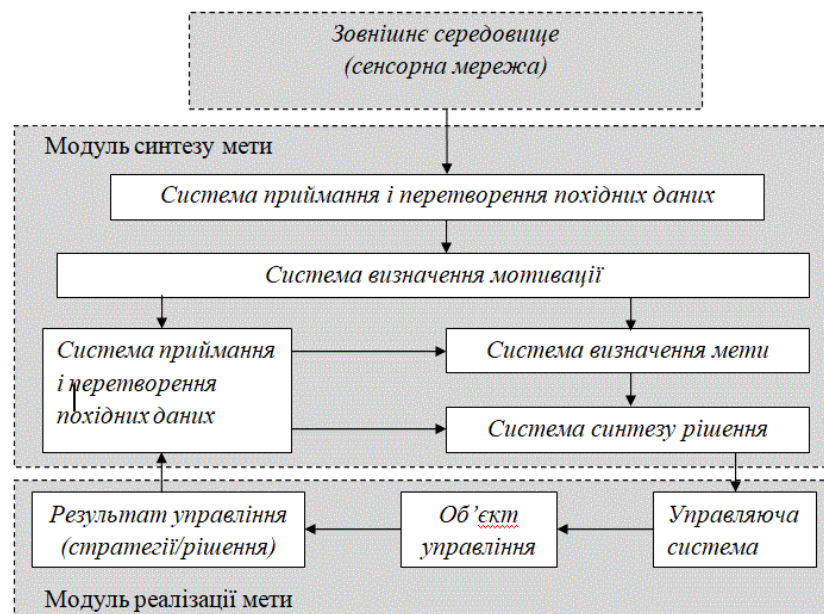 Зовнішнє середовище
(сенсорна мережа)
Модуль синтезу мети
Система приймання і перетворення похідних даних
Система визначення мотивації
Система приймання
і перетворення
похідних даних
Система визначення мети
Система синтезу рішення
Результат управління
(стратегії/рішення)
Об’єкт
управління
Управляюча
система
Модуль реалізації мети